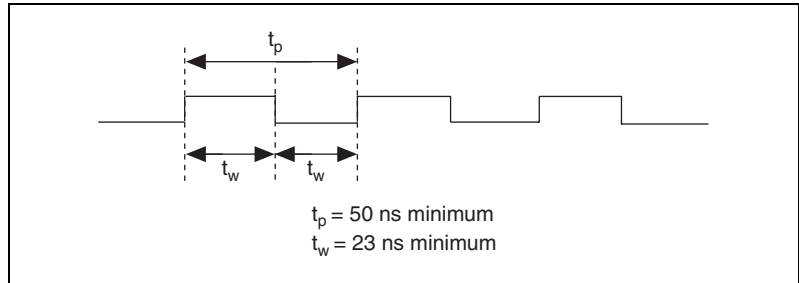 tp
tw tw
tp = 50 ns minimum
tw = 23 ns minimum